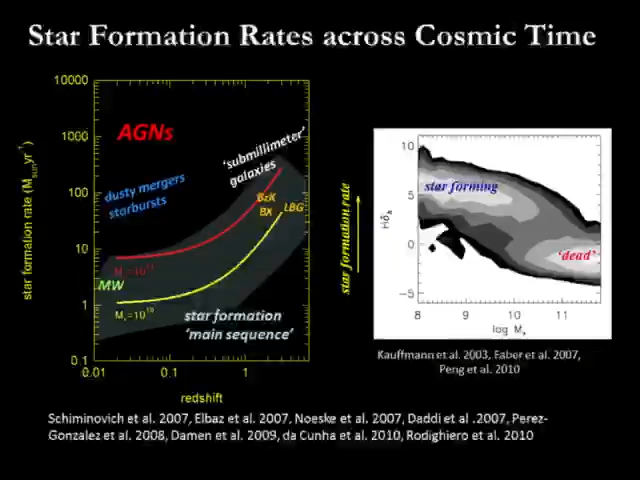 Star Formation Rates across Cosmic Time
10000
1000
100
10
1
0.1
star formation rate (Msun yr⁻¹)
AGNs
'submillimeter'
galaxies
dusty mergers
starbursts
BzK
BX
LBG
MW
M*=10¹¹
M*=10¹⁰
star formation
'main sequence'
0.01
0.1
1
redshift
star formation rate
HδA
10
5
0
−5
star forming
'dead'
8
9
10
11
log M*
Kauffmann et al. 2003, Faber et al. 2007,
Peng et al. 2010
Schiminovich et al. 2007, Elbaz et al. 2007, Noeske et al. 2007, Daddi et al .2007, Perez-
Gonzalez et al. 2008, Damen et al. 2009, da Cunha et al. 2010, Rodighiero et al. 2010